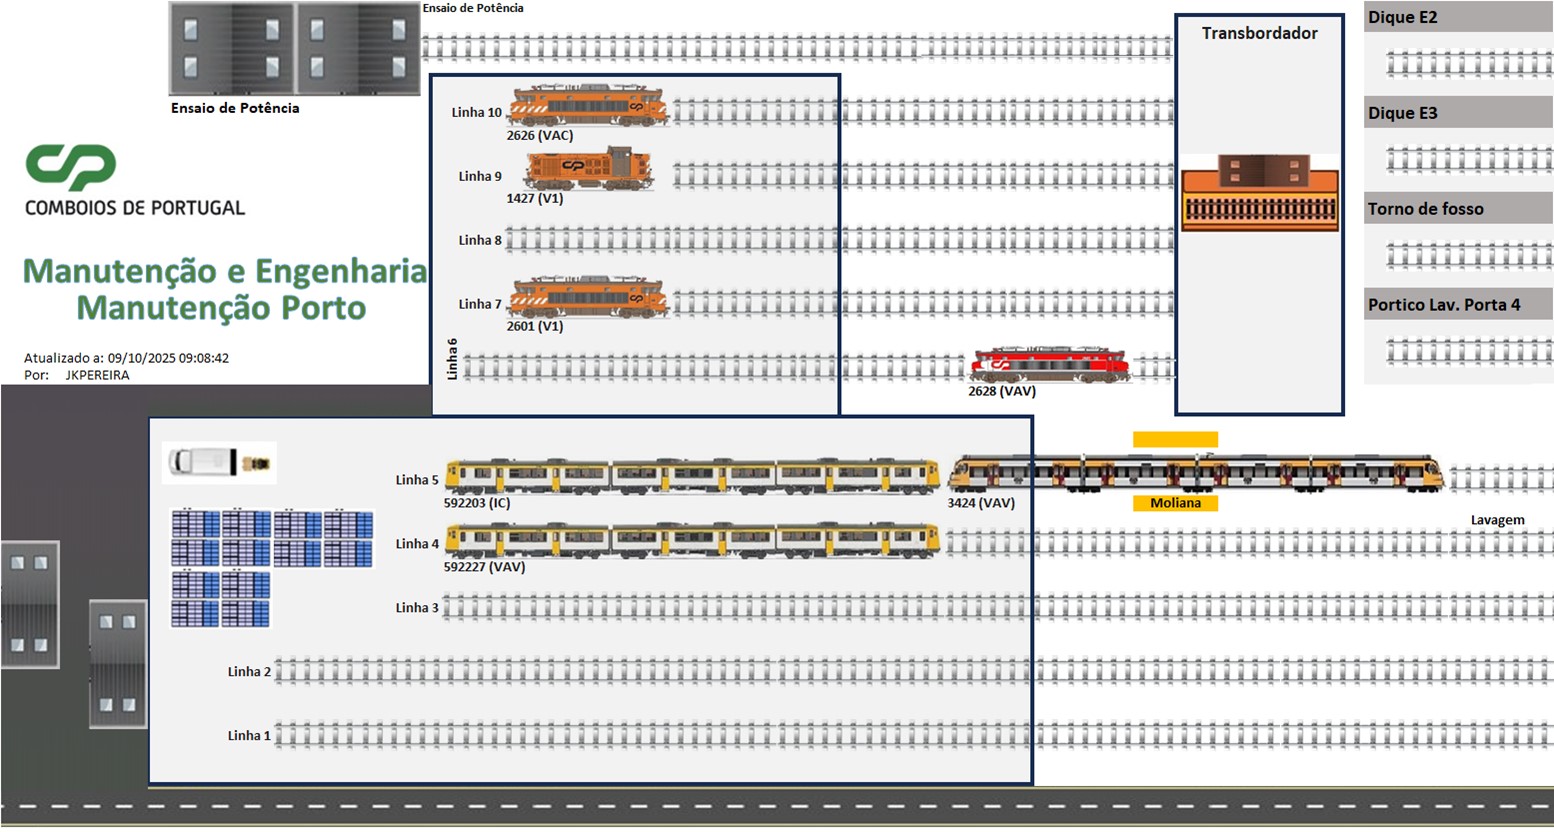 Ensaio de Potência
Ensaio de Potência
CP
COMBOIOS DE PORTUGAL
Manutenção e Engenharia
Manutenção Porto
Atualizado a: 09/10/2025 09:08:42
Por: JKPEREIRA
Linha 10
2626 (VAC)
Linha 9
1427 (V1)
Linha 8
Linha 7
2601 (V1)
Linha 6
2628 (VAV)
Transbordador
Dique E2
Dique E3
Torno de fosso
Portico Lav. Porta 4
Linha 5
592203 (IC)
3424 (VAV)
Moliana
Lavagem
Linha 4
592227 (VAV)
Linha 3
Linha 2
Linha 1